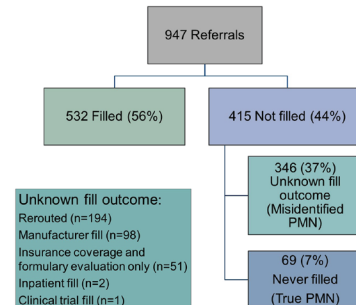 947 Referrals
532 Filled (56%)
415 Not filled (44%)
346 (37%)
Unknown fill
outcome
(Misidentified
PMN)
Unknown fill outcome:
Rerouted (n=194)
Manufacturer fill (n=98)
Insurance coverage and
formulary evaluation only (n=51)
Inpatient fill (n=2)
Clinical trial fill (n=1)
69 (7%)
Never filled
(True PMN)